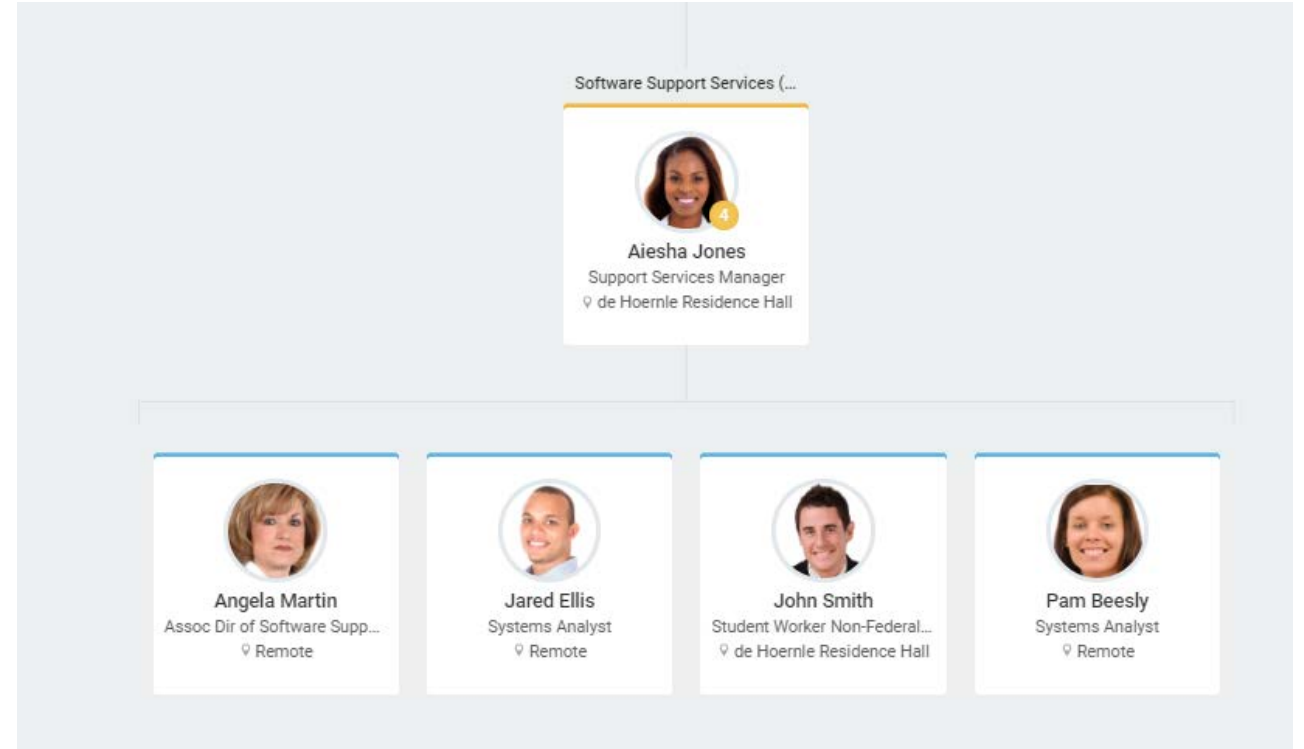 Software Support Services (...
4
Aiesha Jones
Support Services Manager
de Hoernle Residence Hall
Angela Martin
Assoc Dir of Software Supp...
Remote
Jared Ellis
Systems Analyst
Remote
John Smith
Student Worker Non-Federal...
de Hoernle Residence Hall
Pam Beesly
Systems Analyst
Remote